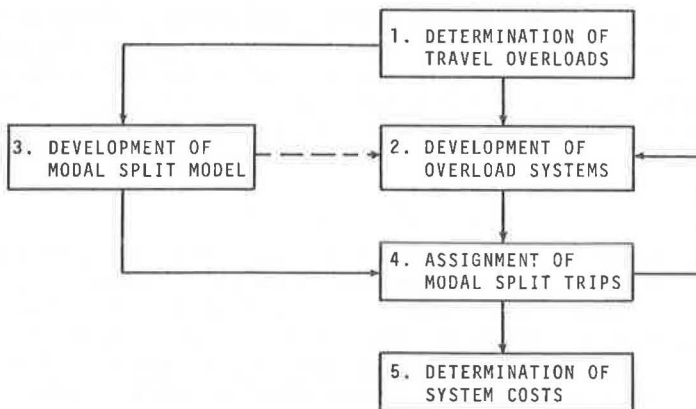 1. DETERMINATION OF
TRAVEL OVERLOADS
3. DEVELOPMENT OF
MODAL SPLIT MODEL
2. DEVELOPMENT OF
OVERLOAD SYSTEMS
4. ASSIGNMENT OF
MODAL SPLIT TRIPS
5. DETERMINATION OF
SYSTEM COSTS